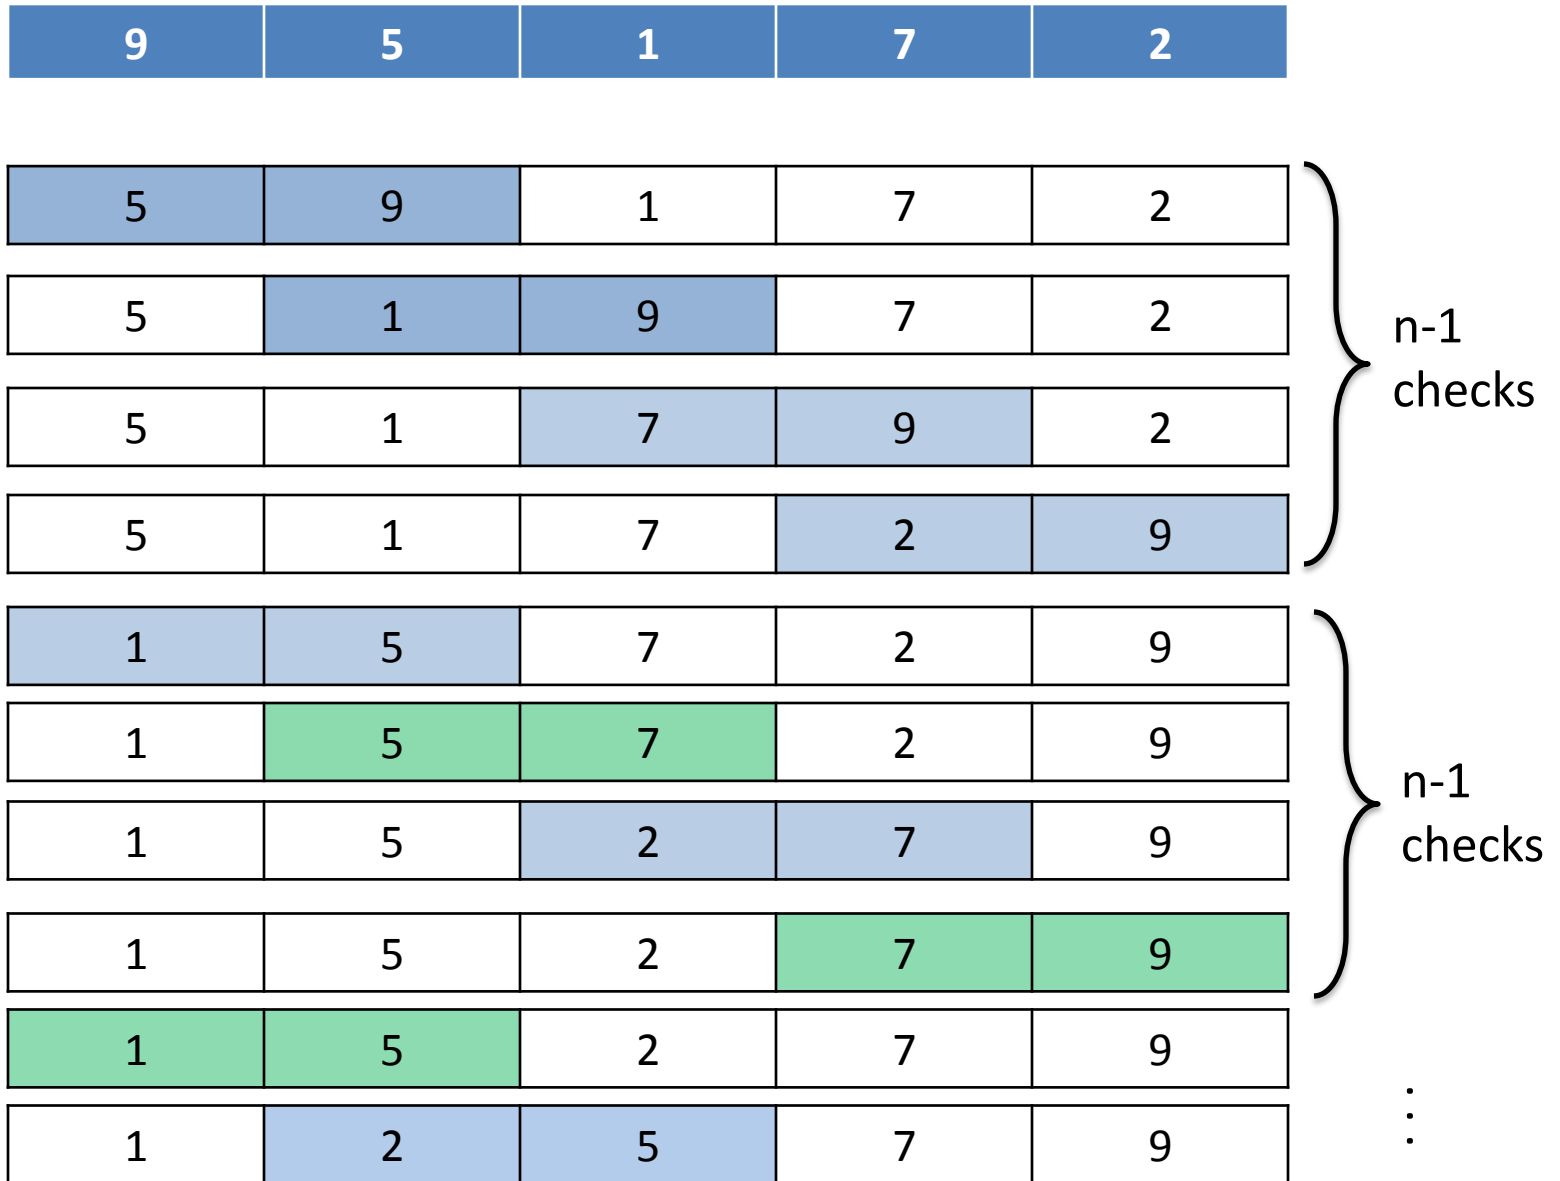 9 5 1 7 2
5 9 1 7 2
5 1 9 7 2
n-1
checks
5 1 7 9 2
5 1 7 2 9
1 5 7 2 9
1 5 7 2 9
n-1
checks
1 5 2 7 9
1 5 2 7 9
1 5 2 7 9
⋮
1 2 5 7 9